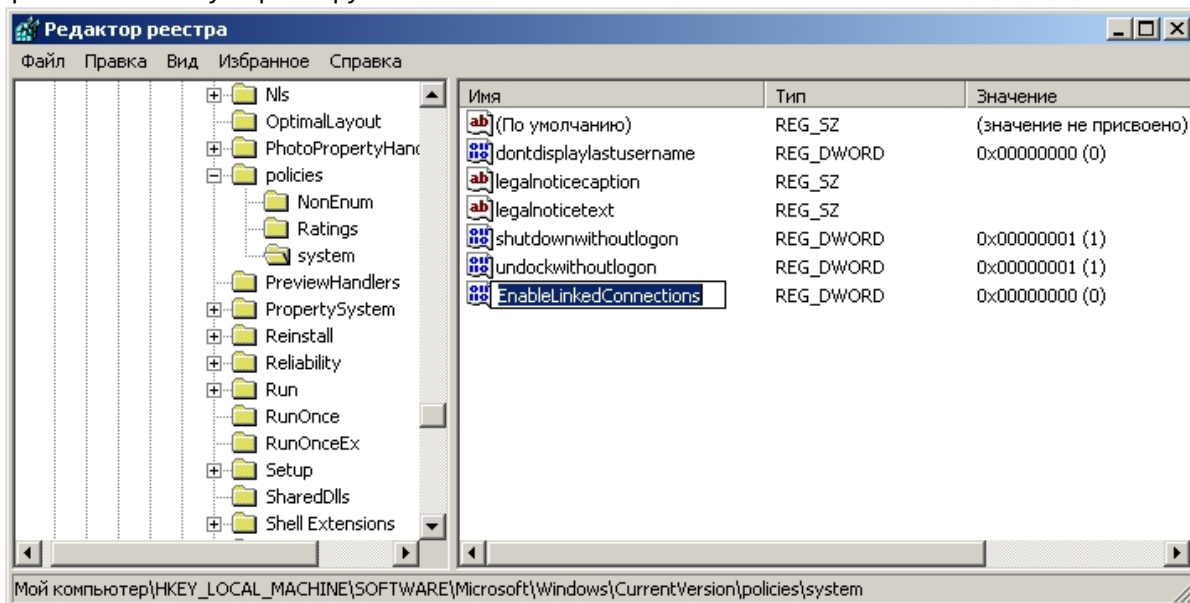 Редактор реестра
Файл Правка Вид Избранное Справка
Nls
OptimalLayout
PhotoPropertyHand
policies
NonEnum
Ratings
system
PreviewHandlers
PropertySystem
Reinstall
Reliability
Run
RunOnce
RunOnceEx
Setup
SharedDlls
Shell Extensions
Имя Тип Значение
(По умолчанию) REG_SZ (значение не присвоено)
dontdisplaylastusername REG_DWORD 0x00000000 (0)
legalnoticecaption REG_SZ
legalnoticetext REG_SZ
shutdownwithoutlogon REG_DWORD 0x00000001 (1)
undockwithoutlogon REG_DWORD 0x00000001 (1)
EnableLinkedConnections REG_DWORD 0x00000000 (0)
Мой компьютер\HKEY_LOCAL_MACHINE\SOFTWARE\Microsoft\Windows\CurrentVersion\policies\system